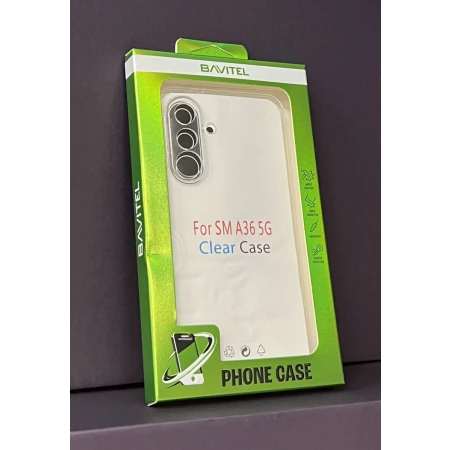 BAVITEL
BAVITEL
For SM A36 5G
Clear Case
PHONE CASE